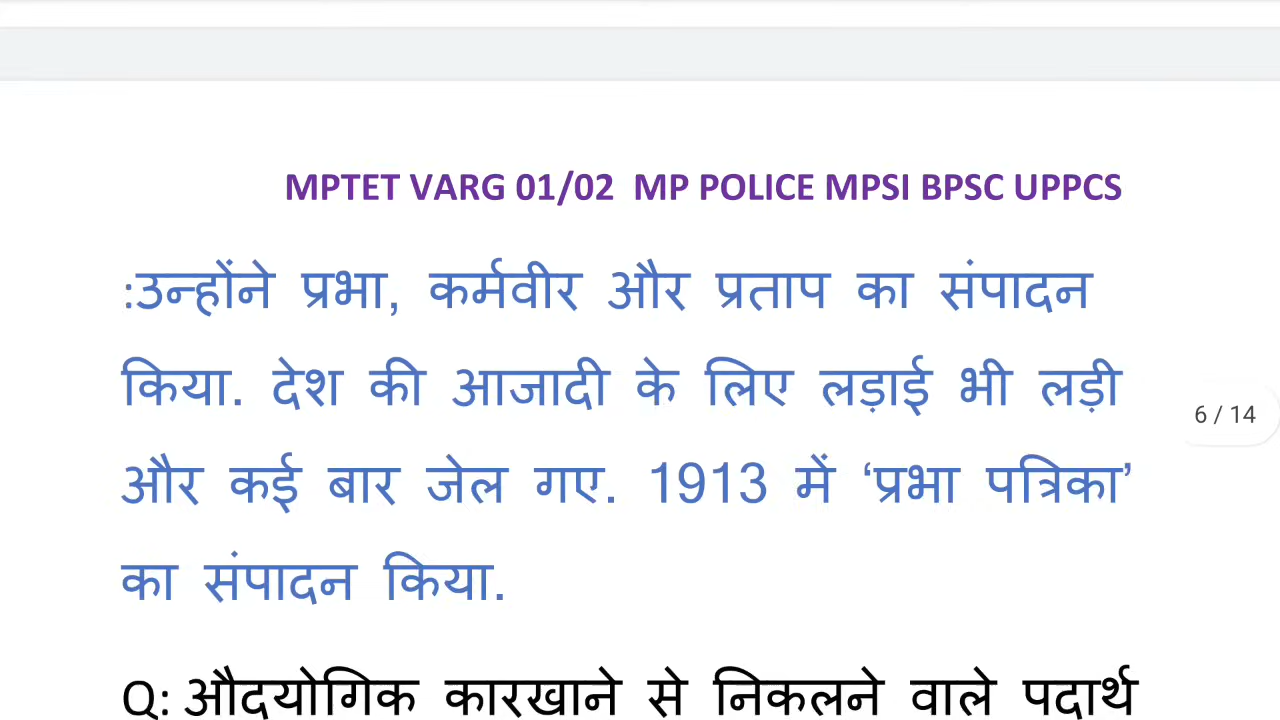 MPTET VARG 01/02 MP POLICE MPSI BPSC UPPCS
:उन्होंने प्रभा, कर्मवीर और प्रताप का संपादन
किया. देश की आजादी के लिए लड़ाई भी लड़ी
और कई बार जेल गए. 1913 में ‘प्रभा पत्रिका’
का संपादन किया.
6 / 14
Q: औदयोगिक कारखाने से निकलने वाले पदार्थ